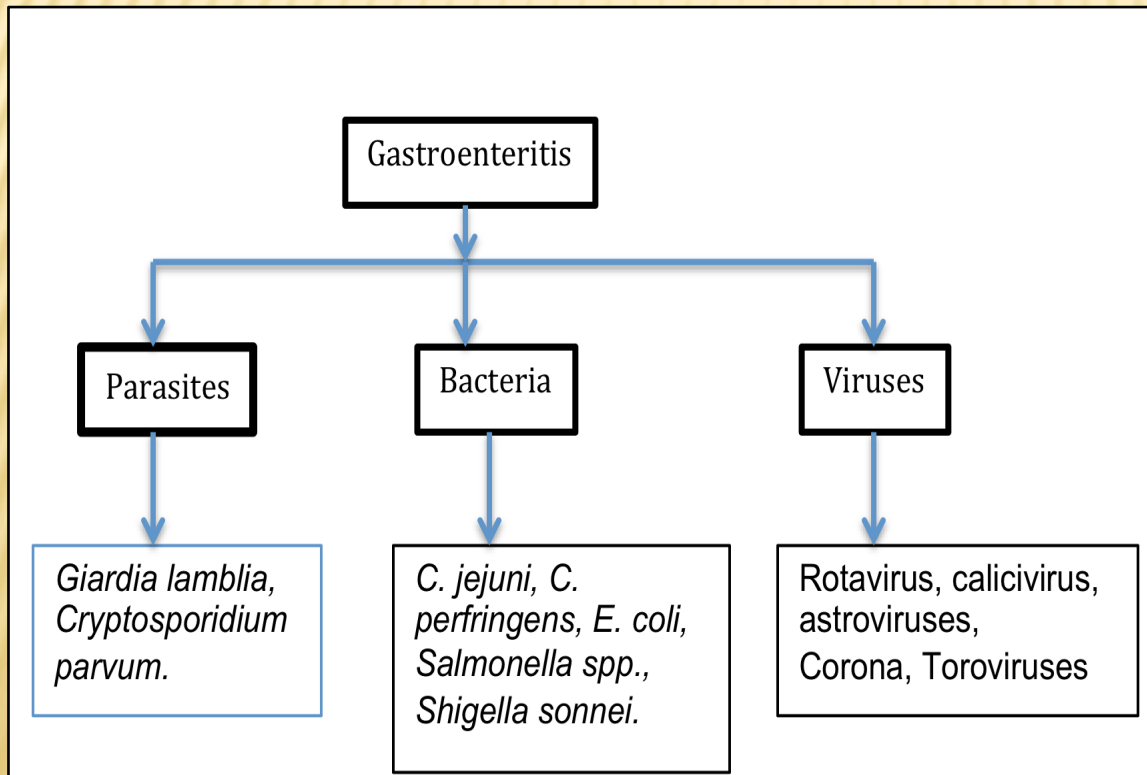 Gastroenteritis
Parasites
Bacteria
Viruses
Giardia lamblia,
Cryptosporidium
parvum.
C. jejuni, C.
perfringens, E. coli,
Salmonella spp.,
Shigella sonnei.
Rotavirus, calicivirus,
astroviruses,
Corona, Toroviruses